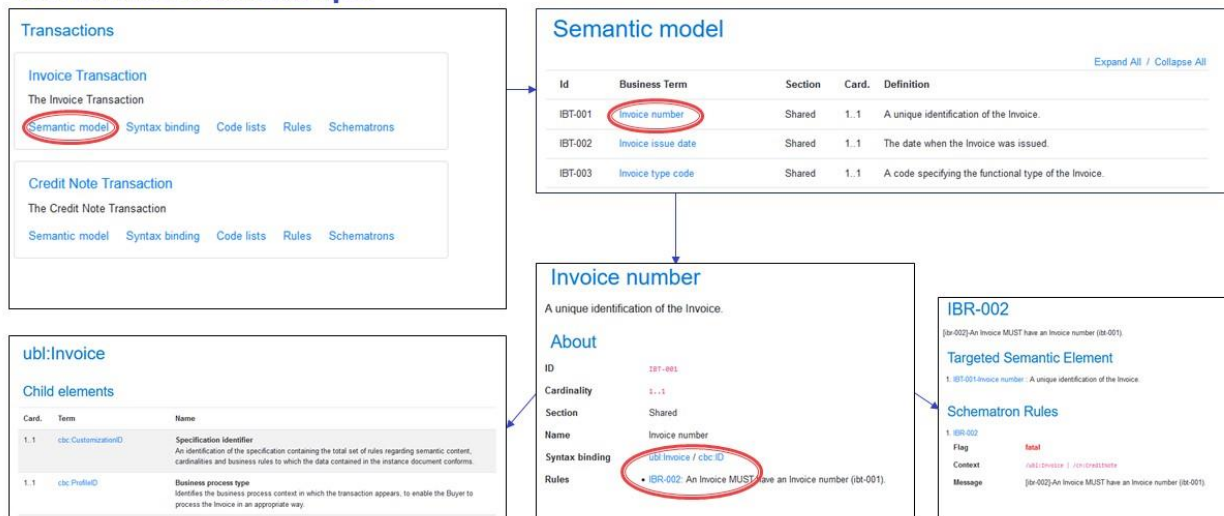 Transactions
Invoice Transaction
The Invoice Transaction
Semantic model Syntax binding Code lists Rules Schematrons
Credit Note Transaction
The Credit Note Transaction
Semantic model Syntax binding Code lists Rules Schematrons
Semantic model
Expand All / Collapse All
Id Business Term Section Card. Definition
IBT-001 Invoice number Shared 1..1 A unique identification of the Invoice.
IBT-002 Invoice issue date Shared 1..1 The date when the Invoice was issued.
IBT-003 Invoice type code Shared 1..1 A code specifying the functional type of the Invoice.
Invoice number
A unique identification of the Invoice.
About
ID IBT-001
Cardinality 1..1
Section Shared
Name Invoice number
Syntax binding ubl:Invoice / cbc:ID
Rules • IBR-002: An Invoice MUST have an Invoice number (ibt-001).
ubl:Invoice
Child elements
Card. Term Name
1..1 cbc:CustomizationID Specification identifier
An identification of the specification containing the total set of rules regarding semantic content,
cardinalities and business rules to which the data contained in the instance document conforms.
1..1 cbc:ProfileID Business process type
Identifies the business process context in which the transaction appears, to enable the Buyer to
process the Invoice in an appropriate way.
IBR-002
[ibr-002]-An Invoice MUST have an Invoice number (ibt-001).
Targeted Semantic Element
1. IBT-001-Invoice number : A unique identification of the Invoice.
Schematron Rules
1. IBR-002
Flag fatal
Context /ubl:Invoice | /cn:CreditNote
Message [ibr-002]-An Invoice MUST have an Invoice number (ibt-001).